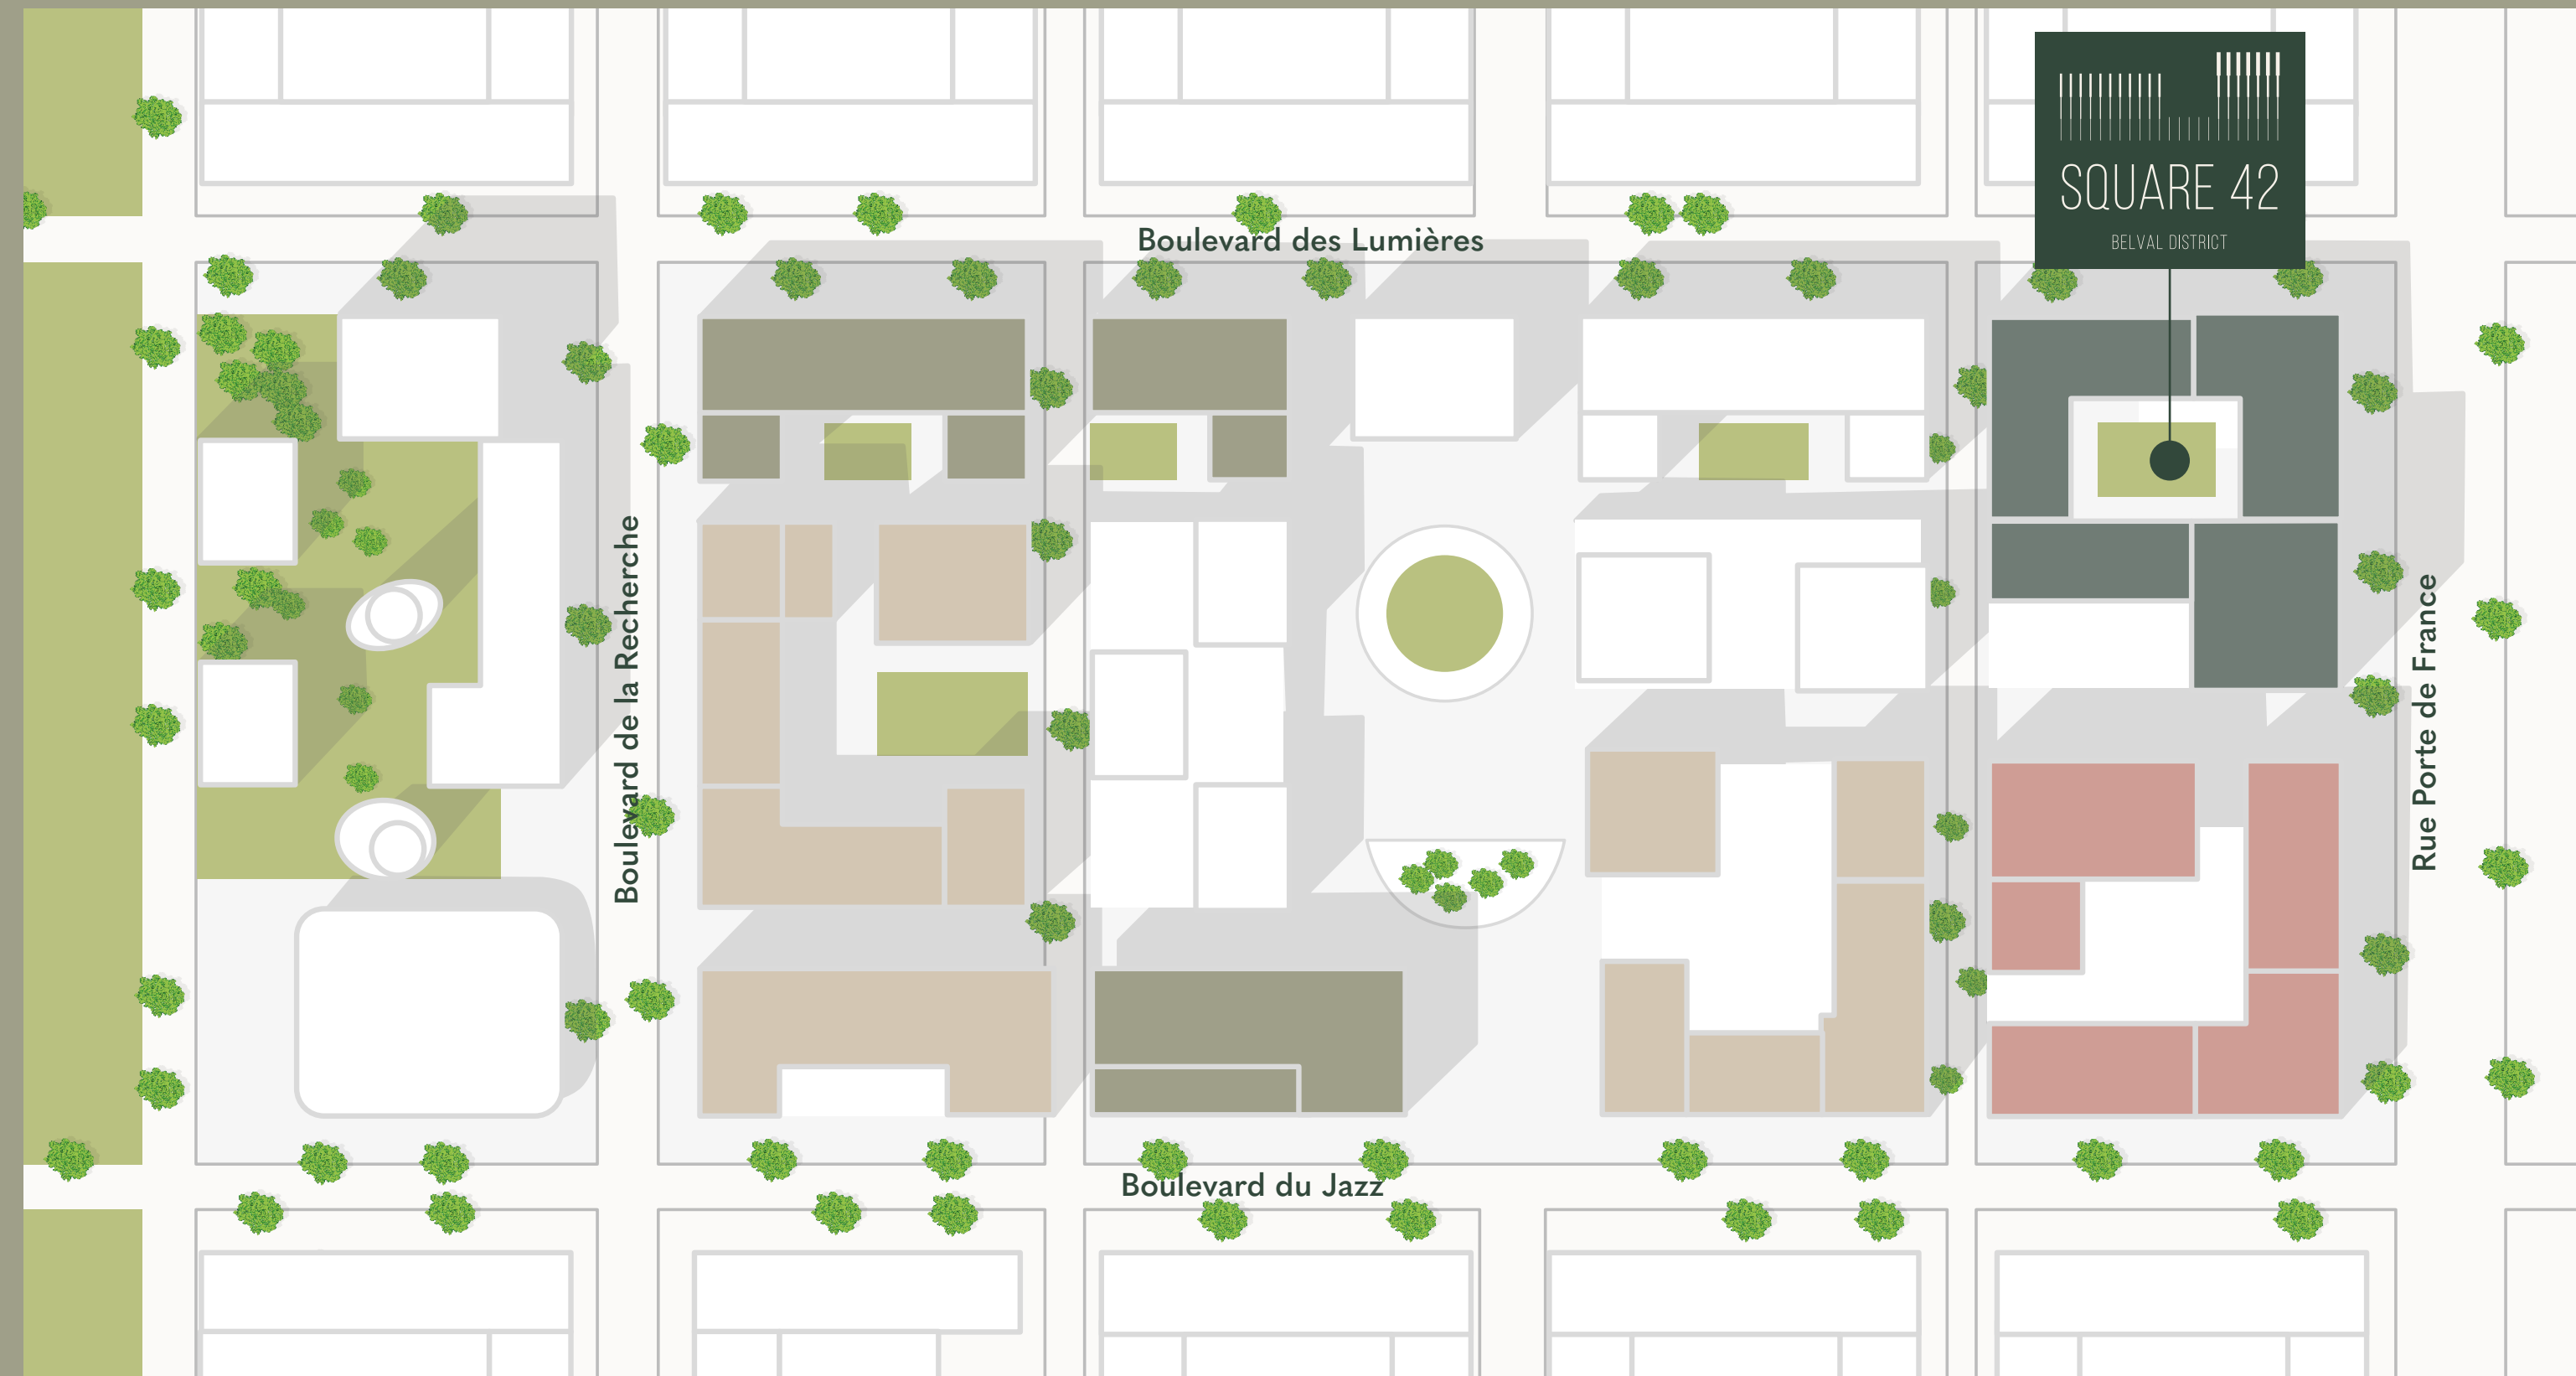 SQUARE 42
BELVAL DISTRICT
Boulevard des Lumières
Boulevard de la Recherche
Rue Porte de France
Boulevard du Jazz